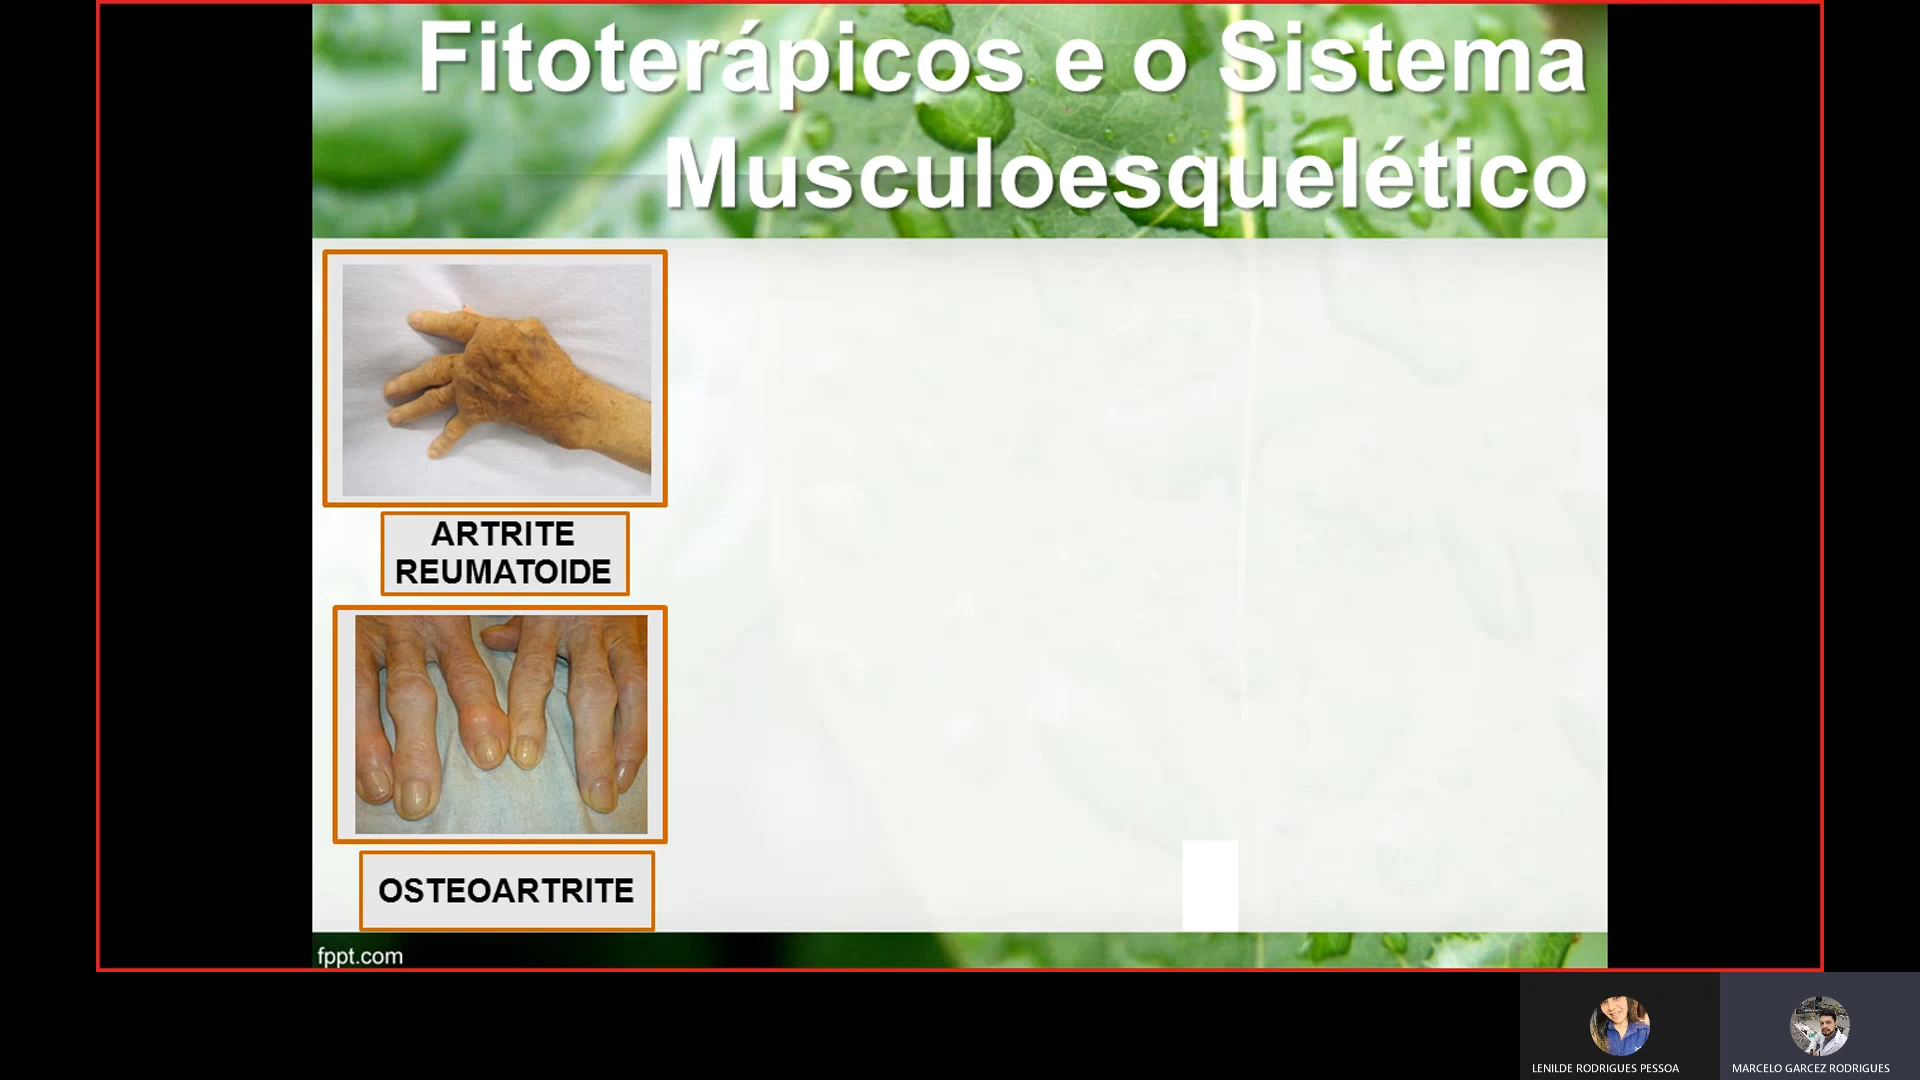 Fitoterápicos e o Sistema
Musculoesquelético
ARTRITE
REUMATOIDE
OSTEOARTRITE
fppt.com
LENILDE RODRIGUES PESSOA
MARCELO GARCEZ RODRIGUES